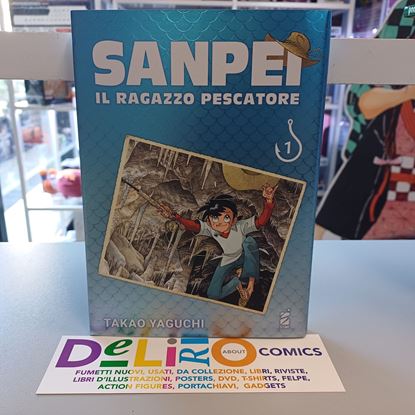 SANPEI
IL RAGAZZO PESCATORE
1
TAKAO YAGUCHI
DeLiRiO ABOUT COMICS
FUMETTI NUOVI, USATI, DA COLLEZIONE, LIBRI, RIVISTE,
LIBRI D'ILLUSTRAZIONI, POSTERS, DVD, T-SHIRTS, FELPE,
ACTION FIGURES, PORTACHIAVI, GADGETS